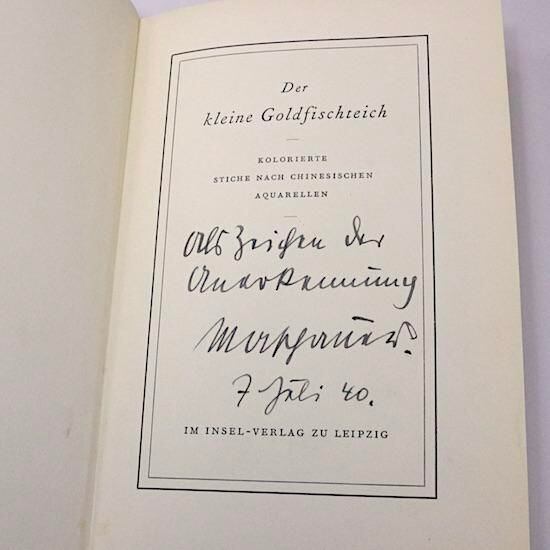 Der
kleine Goldfischteich
KOLORIERTE
STICHE NACH CHINESISCHEN
AQUARELLEN
Als Zeichen der
Anerkennung
7 Juli 40.
IM INSEL-VERLAG ZU LEIPZIG